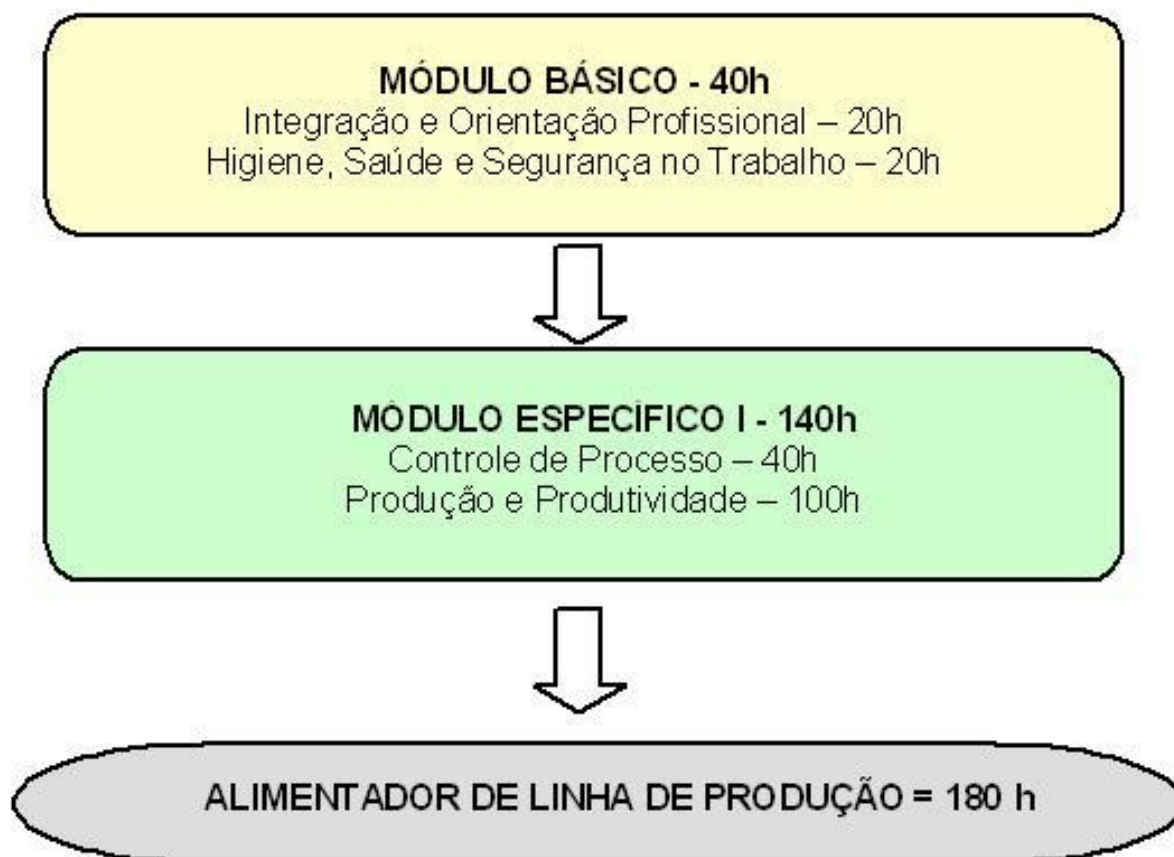 MÓDULO BÁSICO - 40h
Integração e Orientação Profissional – 20h
Higiene, Saúde e Segurança no Trabalho – 20h
MÓDULO ESPECÍFICO I - 140h
Controle de Processo – 40h
Produção e Produtividade – 100h
ALIMENTADOR DE LINHA DE PRODUÇÃO = 180 h